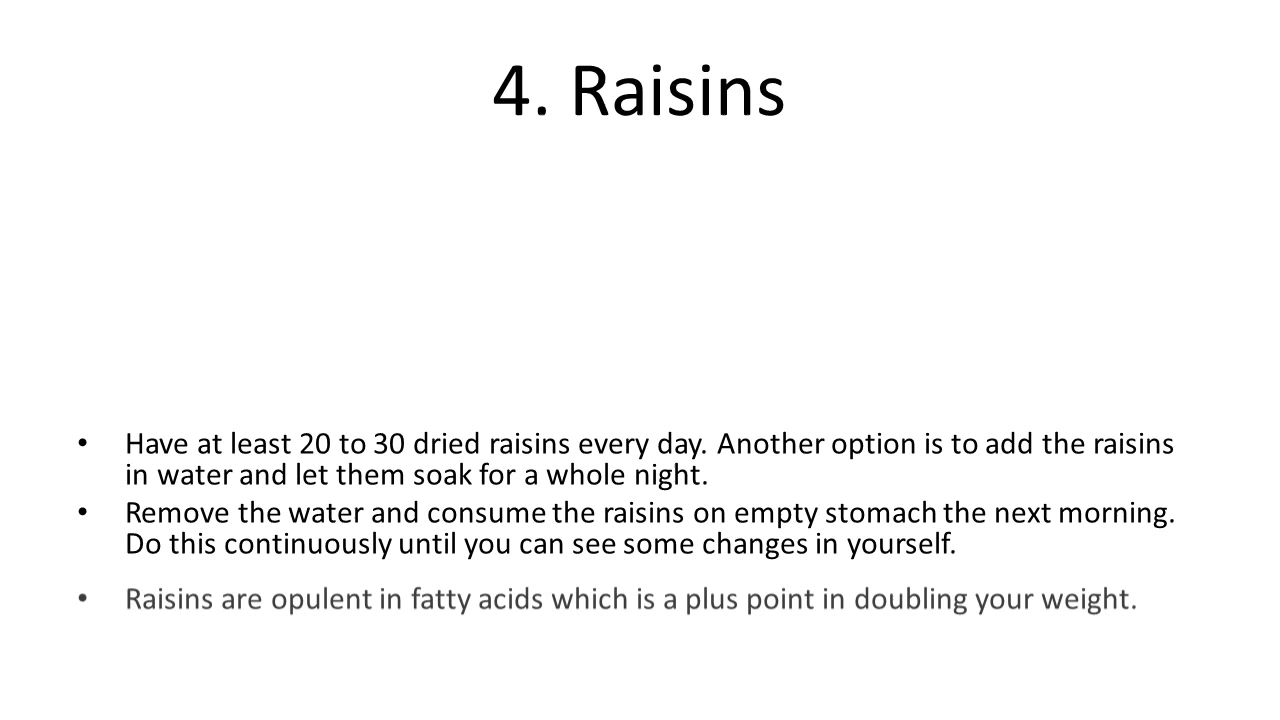 4. Raisins
• Have at least 20 to 30 dried raisins every day. Another option is to add the raisins
in water and let them soak for a whole night.
• Remove the water and consume the raisins on empty stomach the next morning.
Do this continuously until you can see some changes in yourself.
• Raisins are opulent in fatty acids which is a plus point in doubling your weight.